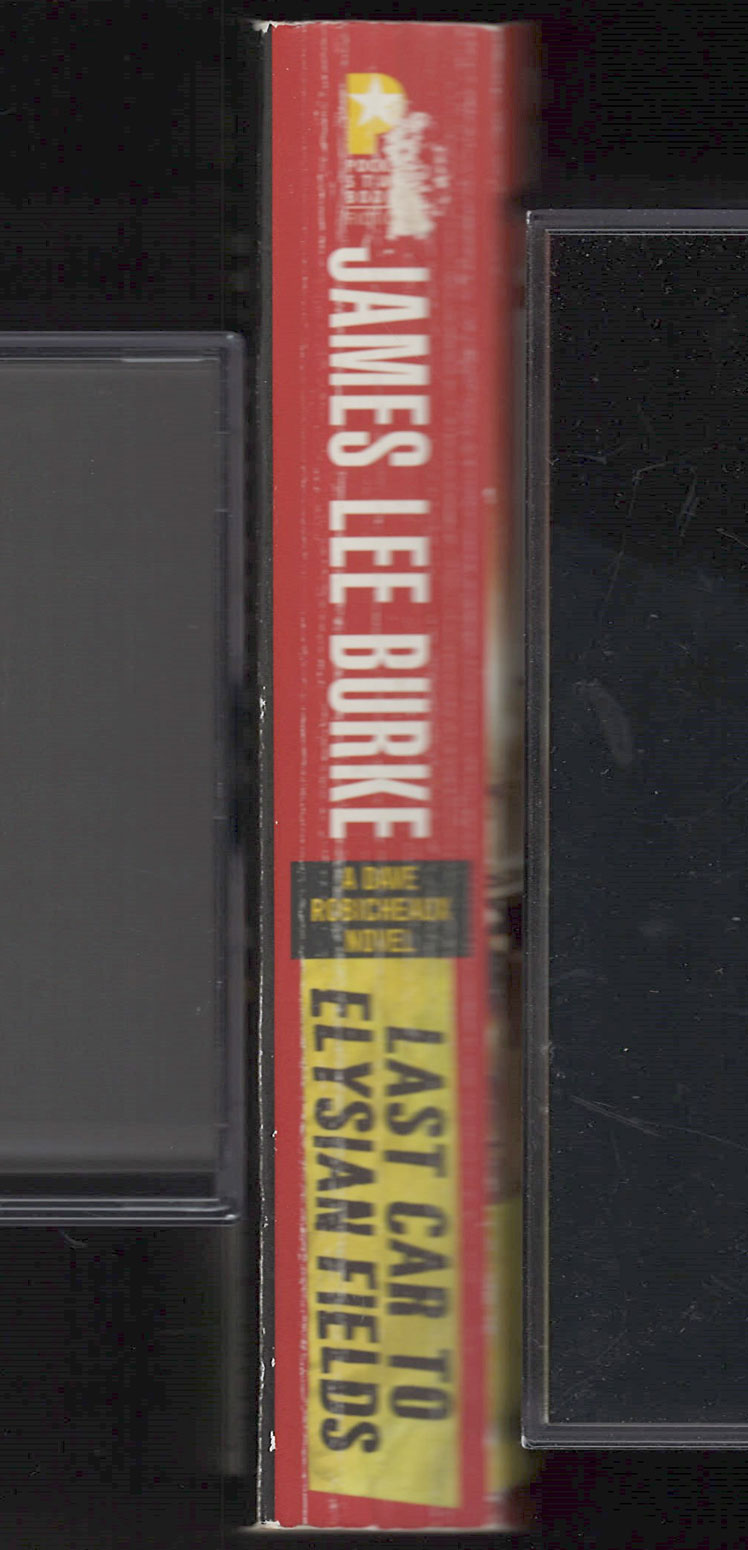 JAMES LEE BURKE
A DAVE
ROBICHEAUX
NOVEL
LAST CAR TO
ELYSIAN FIELDS